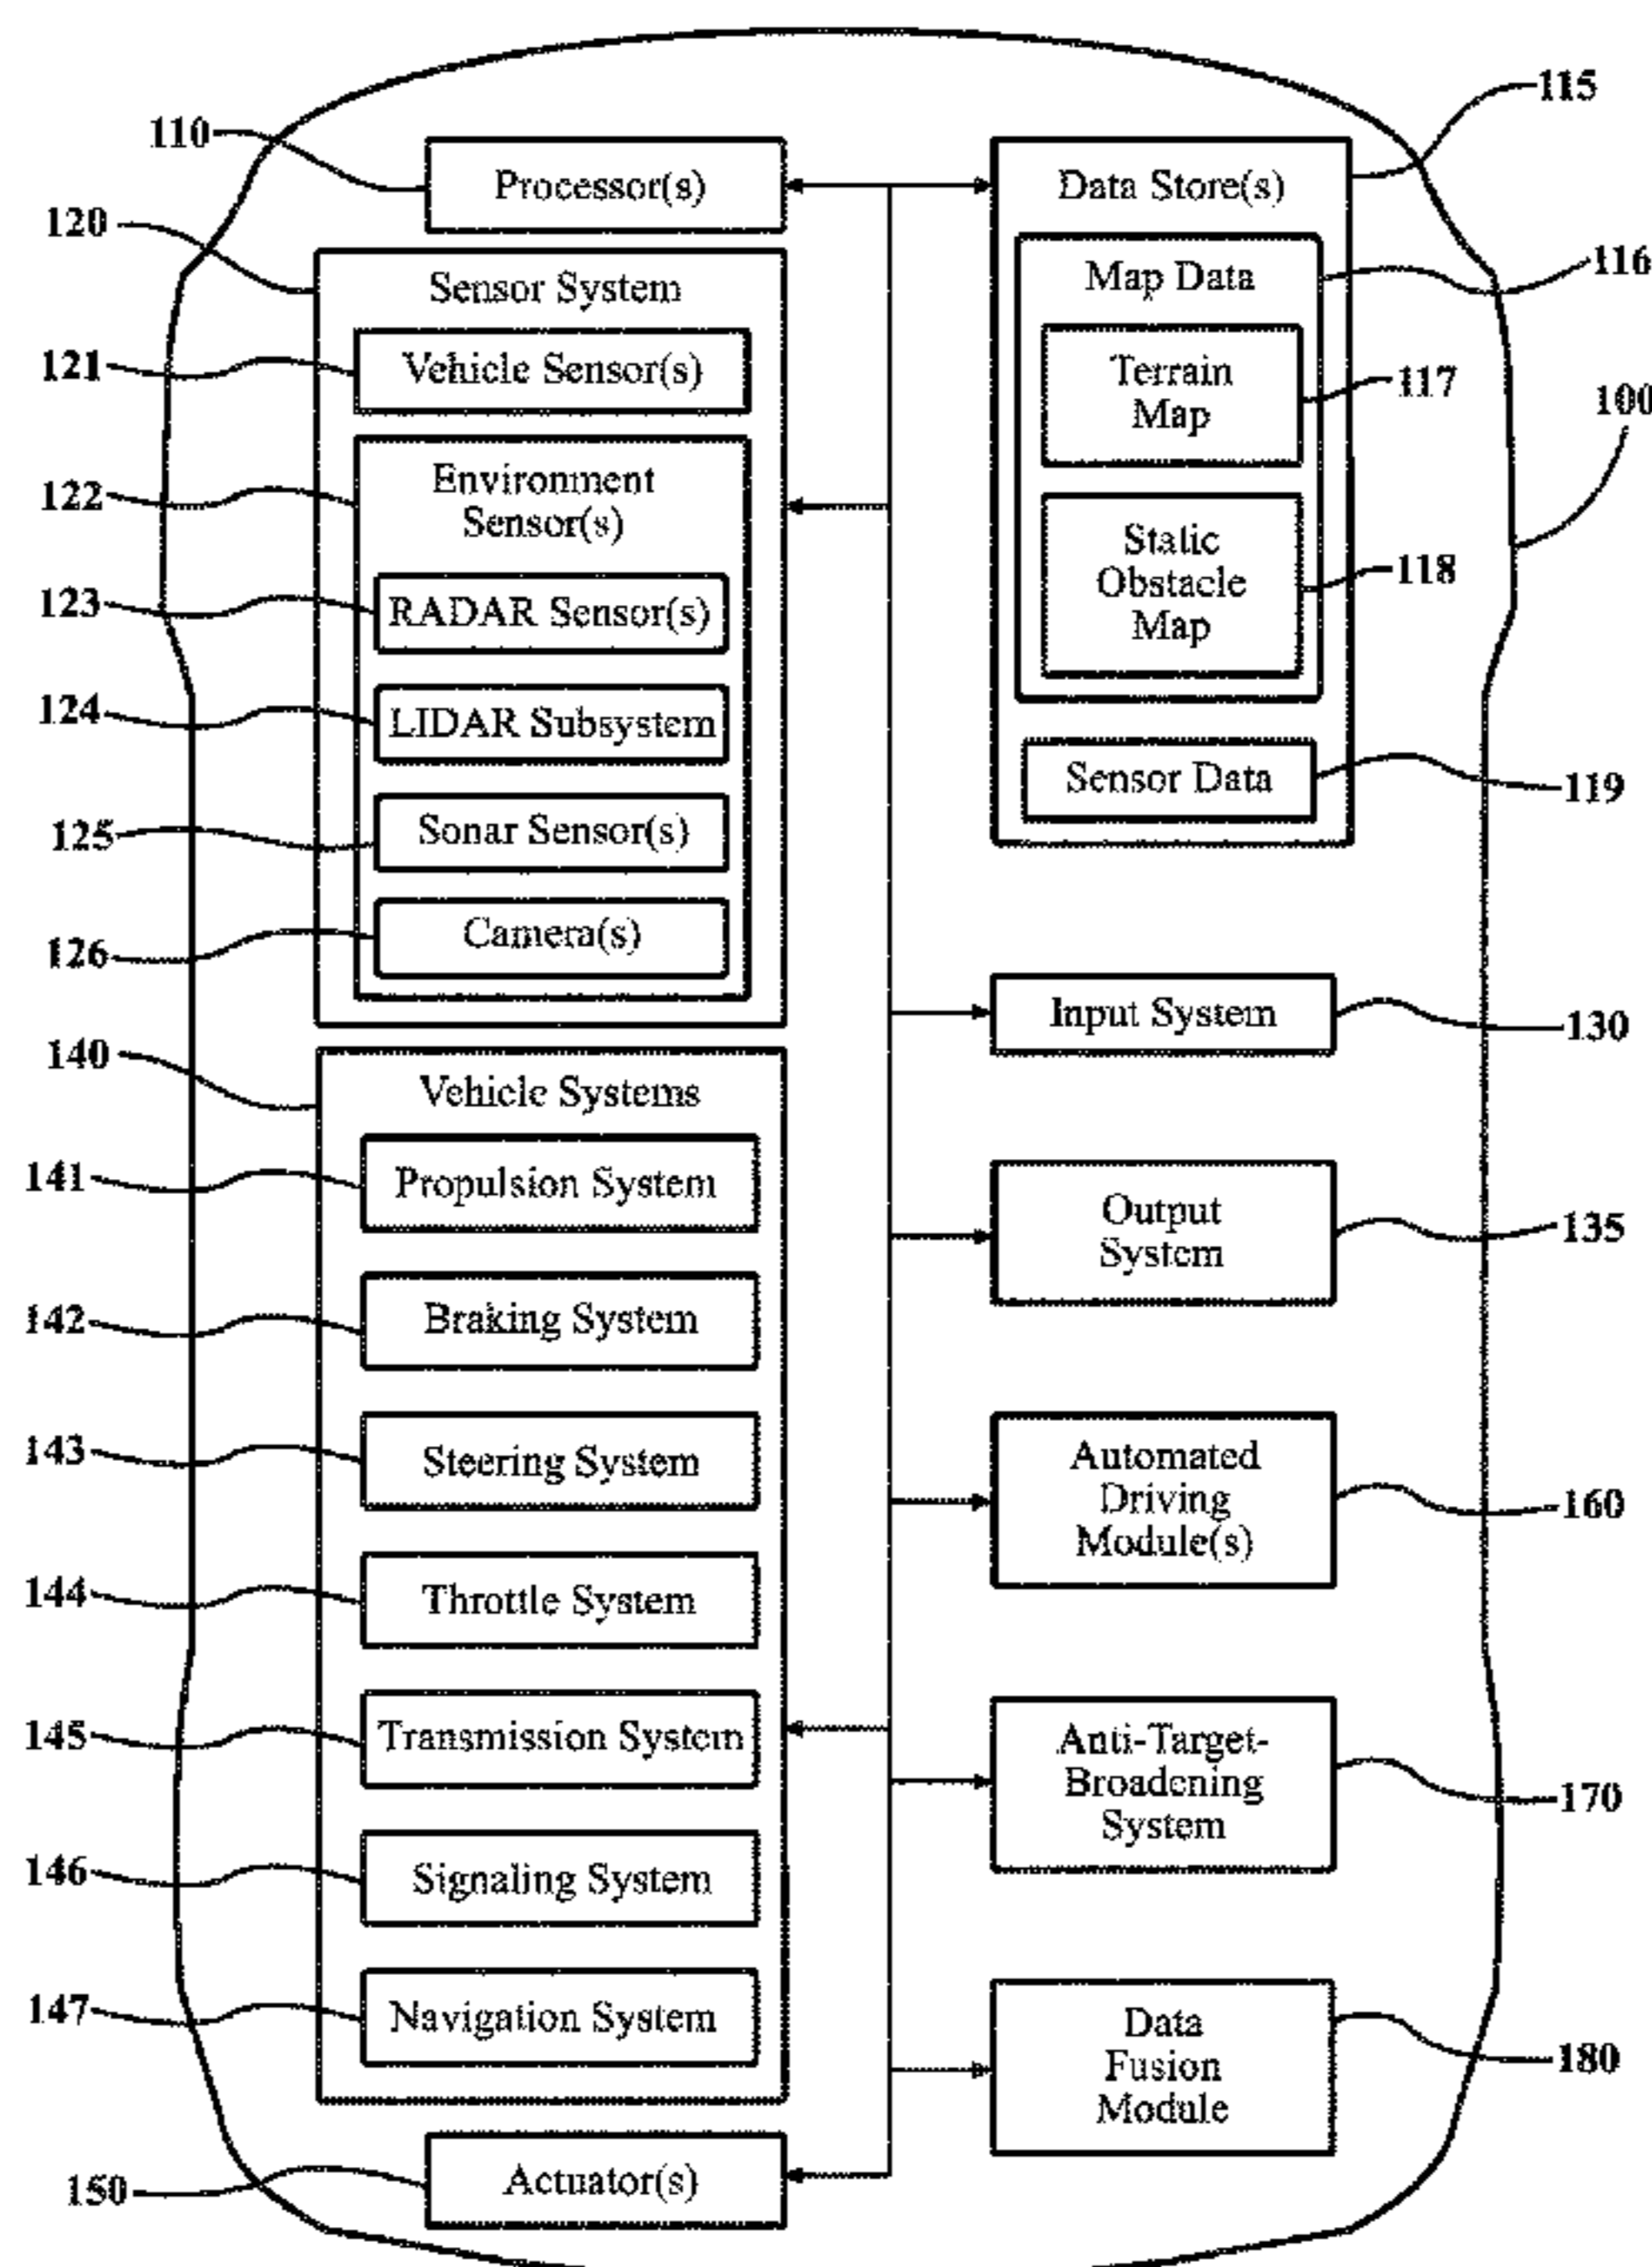 110
Processor(s)
120
Sensor System
121
Vehicle Sensor(s)
122
Environment
Sensor(s)
123
RADAR Sensor(s)
124
LIDAR Subsystem
125
Sonar Sensor(s)
126
Camera(s)
140
Vehicle Systems
141
Propulsion System
142
Braking System
143
Steering System
144
Throttle System
145
Transmission System
146
Signaling System
147
Navigation System
150
Actuator(s)
115
Data Store(s)
116
Map Data
Terrain
Map
117
100
Static
Obstacle
Map
118
Sensor Data
119
Input System
130
Output
System
135
Automated
Driving
Module(s)
160
Anti-Target-
Broadening
System
170
Data
Fusion
Module
180